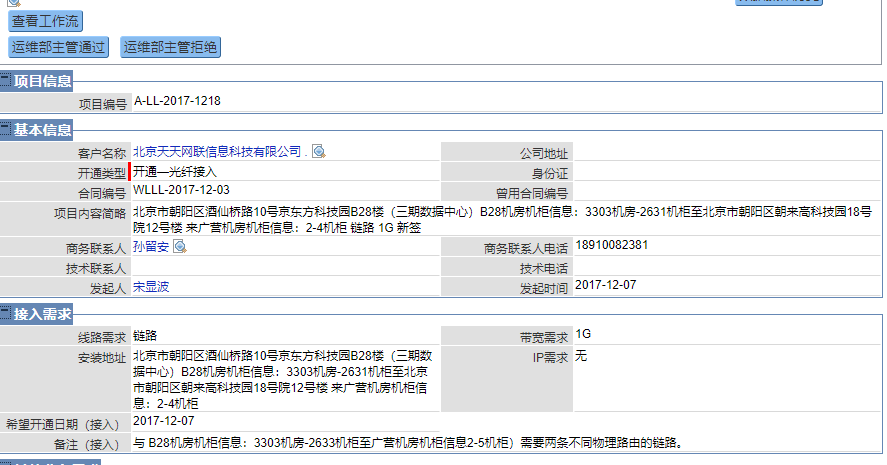 查看工作流
运维部主管通过 运维部主管拒绝
项目信息
项目编号 A-LL-2017-1218
基本信息
客户名称 北京天天网联信息科技有限公司 . 公司地址
开通类型 开通—光纤接入 身份证
合同编号 WLLL-2017-12-03 曾用合同编号
项目内容简略 北京市朝阳区酒仙桥路10号京东方科技园B28楼（三期数据中心）B28机房机柜信息：3303机房-2631机柜至北京市朝阳区朝来高科技园18号
院12号楼 来广营机房机柜信息：2-4机柜 链路 1G 新签
商务联系人 孙留安 商务联系人电话 18910082381
技术联系人 技术电话
发起人 宋显波 发起时间 2017-12-07
接入需求
线路需求 链路 带宽需求 1G
安装地址 北京市朝阳区酒仙桥路10号京东方科技园B28楼（三期数 IP需求 无
据中心）B28机房机柜信息：3303机房-2631机柜至北京
市朝阳区朝来高科技园18号院12号楼 来广营机房机柜信
息：2-4机柜
希望开通日期（接入） 2017-12-07
备注（接入） 与 B28机房机柜信息：3303机房-2633机柜至广营机房机柜信息2-5机柜）需要两条不同物理路由的链路。